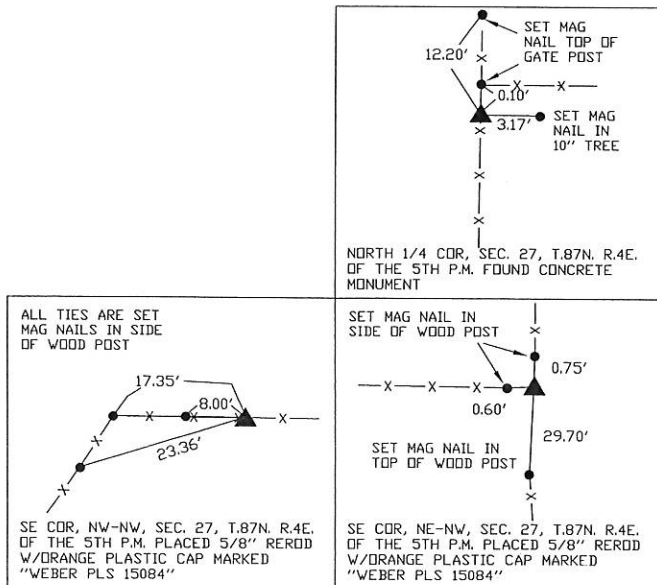 SET MAG
NAIL TOP OF
GATE POST
12.20'
0.10'
3.17'
SET MAG
NAIL IN
10" TREE
NORTH 1/4 COR, SEC. 27, T.87N. R.4E.
OF THE 5TH P.M. FOUND CONCRETE
MONUMENT
ALL TIES ARE SET
MAG NAILS IN SIDE
OF WOOD POST
17.35'
8.00'
23.36'
SE COR, NW-NW, SEC. 27, T.87N. R.4E.
OF THE 5TH P.M. PLACED 5/8" REROD
W/ORANGE PLASTIC CAP MARKED
"WEBER PLS 15084"
SET MAG NAIL IN
SIDE OF WOOD POST
0.75'
0.60'
29.70'
SET MAG NAIL IN
TOP OF WOOD POST
SE COR, NE-NW, SEC. 27, T.87N. R.4E.
OF THE 5TH P.M. PLACED 5/8" REROD
W/ORANGE PLASTIC CAP MARKED
"WEBER PLS 15084"